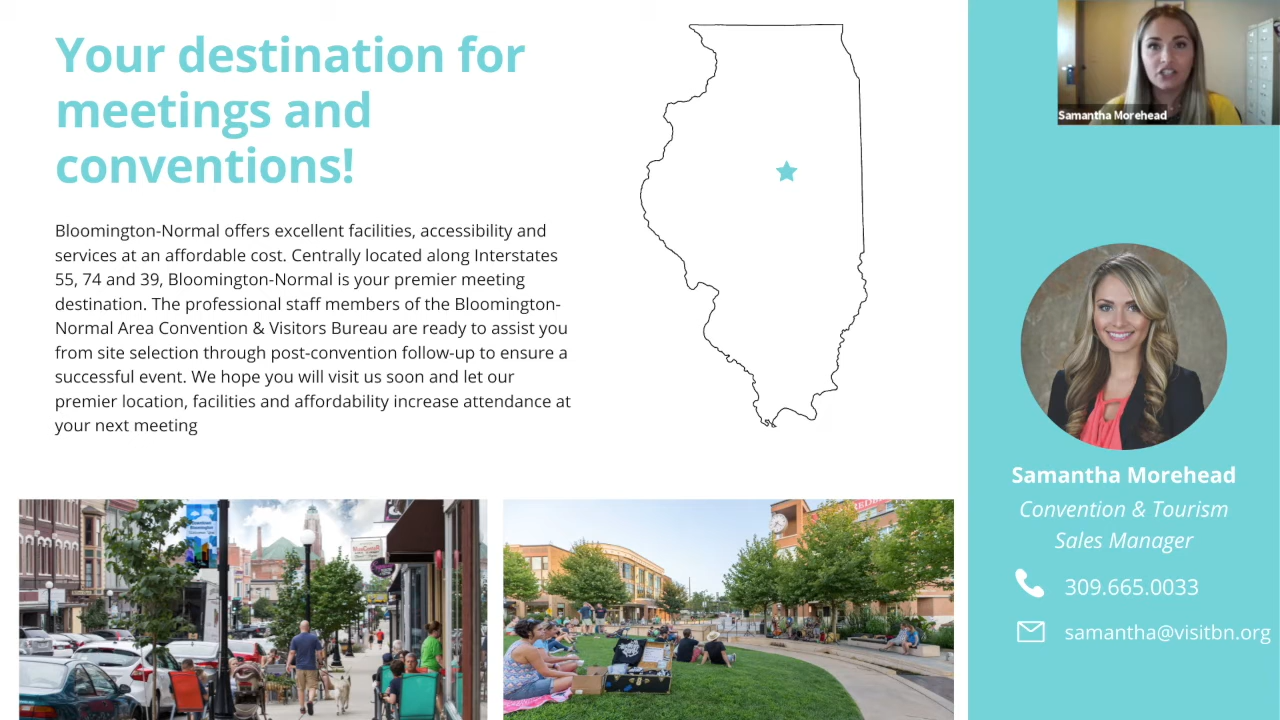 Your destination for
meetings and
conventions!
Bloomington-Normal offers excellent facilities, accessibility and
services at an affordable cost. Centrally located along Interstates
55, 74 and 39, Bloomington-Normal is your premier meeting
destination. The professional staff members of the Bloomington-
Normal Area Convention & Visitors Bureau are ready to assist you
from site selection through post-convention follow-up to ensure a
successful event. We hope you will visit us soon and let our
premier location, facilities and affordability increase attendance at
your next meeting
Samantha Morehead
Samantha Morehead
Convention & Tourism
Sales Manager
309.665.0033
samantha@visitbn.org